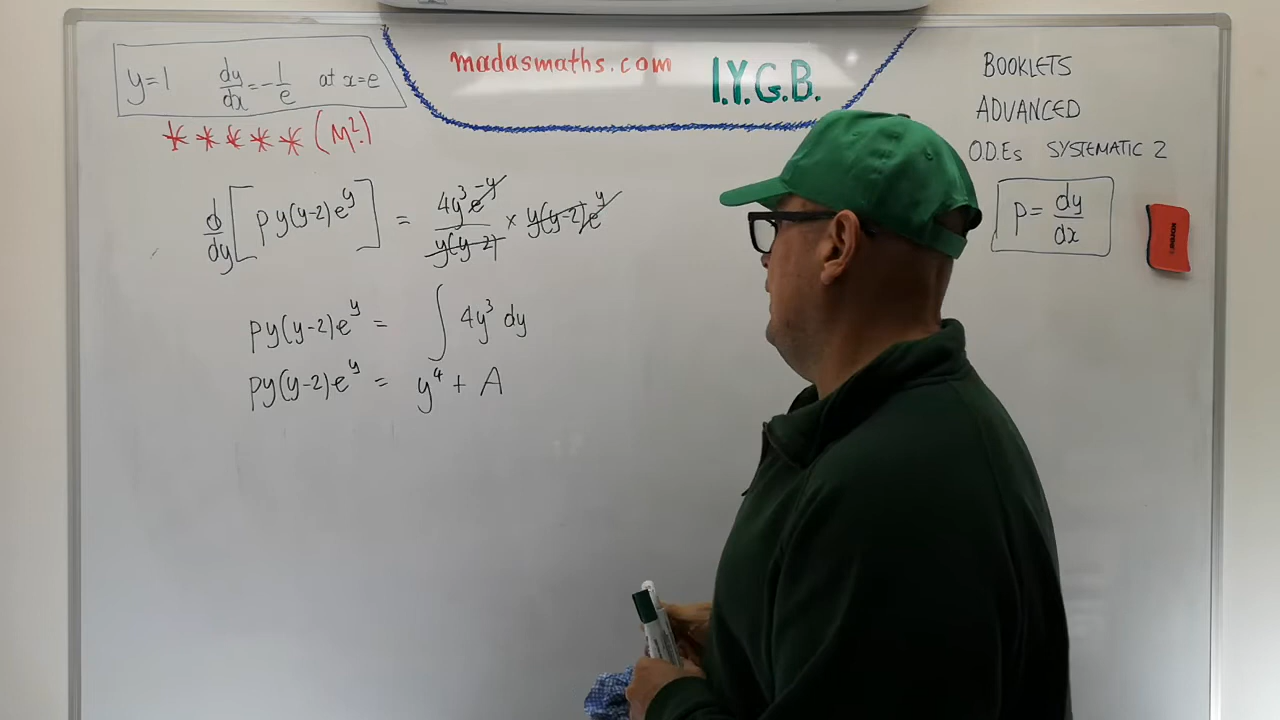 y=1 dy/dx=-1/e at x=e
madasmaths.com
I.Y.G.B.
BOOKLETS
ADVANCED
O.D.Es SYSTEMATIC 2
***** (M²)
P = dy/dx
d/dy[py(y-2)e^y] = 4y³e^-y/y(y-2) × y(y-2)e^y
py(y-2)e^y = ∫4y³ dy
py(y-2)e^y = y⁴ + A